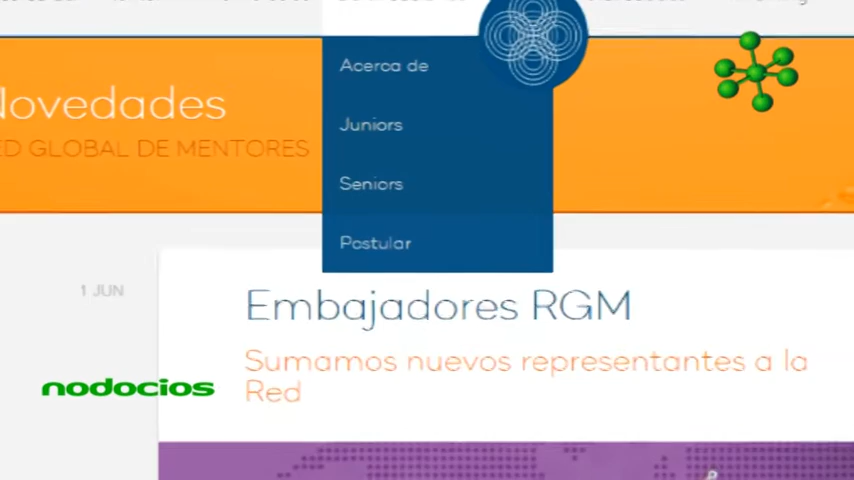 Acerca de
Novedades
Juniors
RED GLOBAL DE MENTORES
Seniors
Postular
1 JUN
Embajadores RGM
Sumamos nuevos representantes a la
Red
nodocios